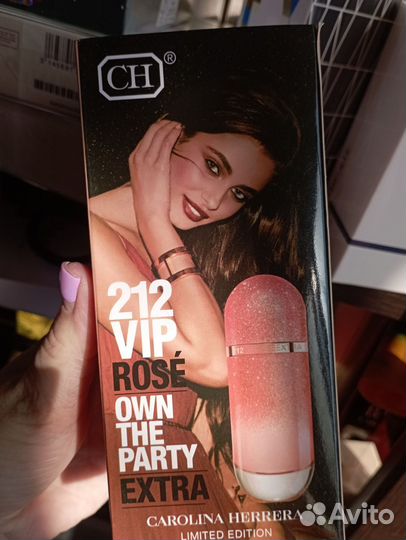 CH®
212
VIP
ROSÉ
OWN
THE
PARTY
EXTRA
CAROLINA HERRERA
LIMITED EDITION
Avito